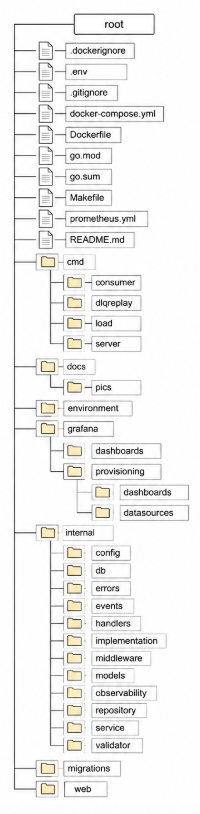 root
.dockerignore
.env
.gitignore
docker-compose.yml
Dockerfile
go.mod
go.sum
Makefile
prometheus.yml
README.md
cmd
consumer
dlqreplay
load
server
docs
pics
environment
grafana
dashboards
provisioning
dashboards
datasources
internal
config
db
errors
events
handlers
implementation
middleware
models
observability
repository
service
validator
migrations
web